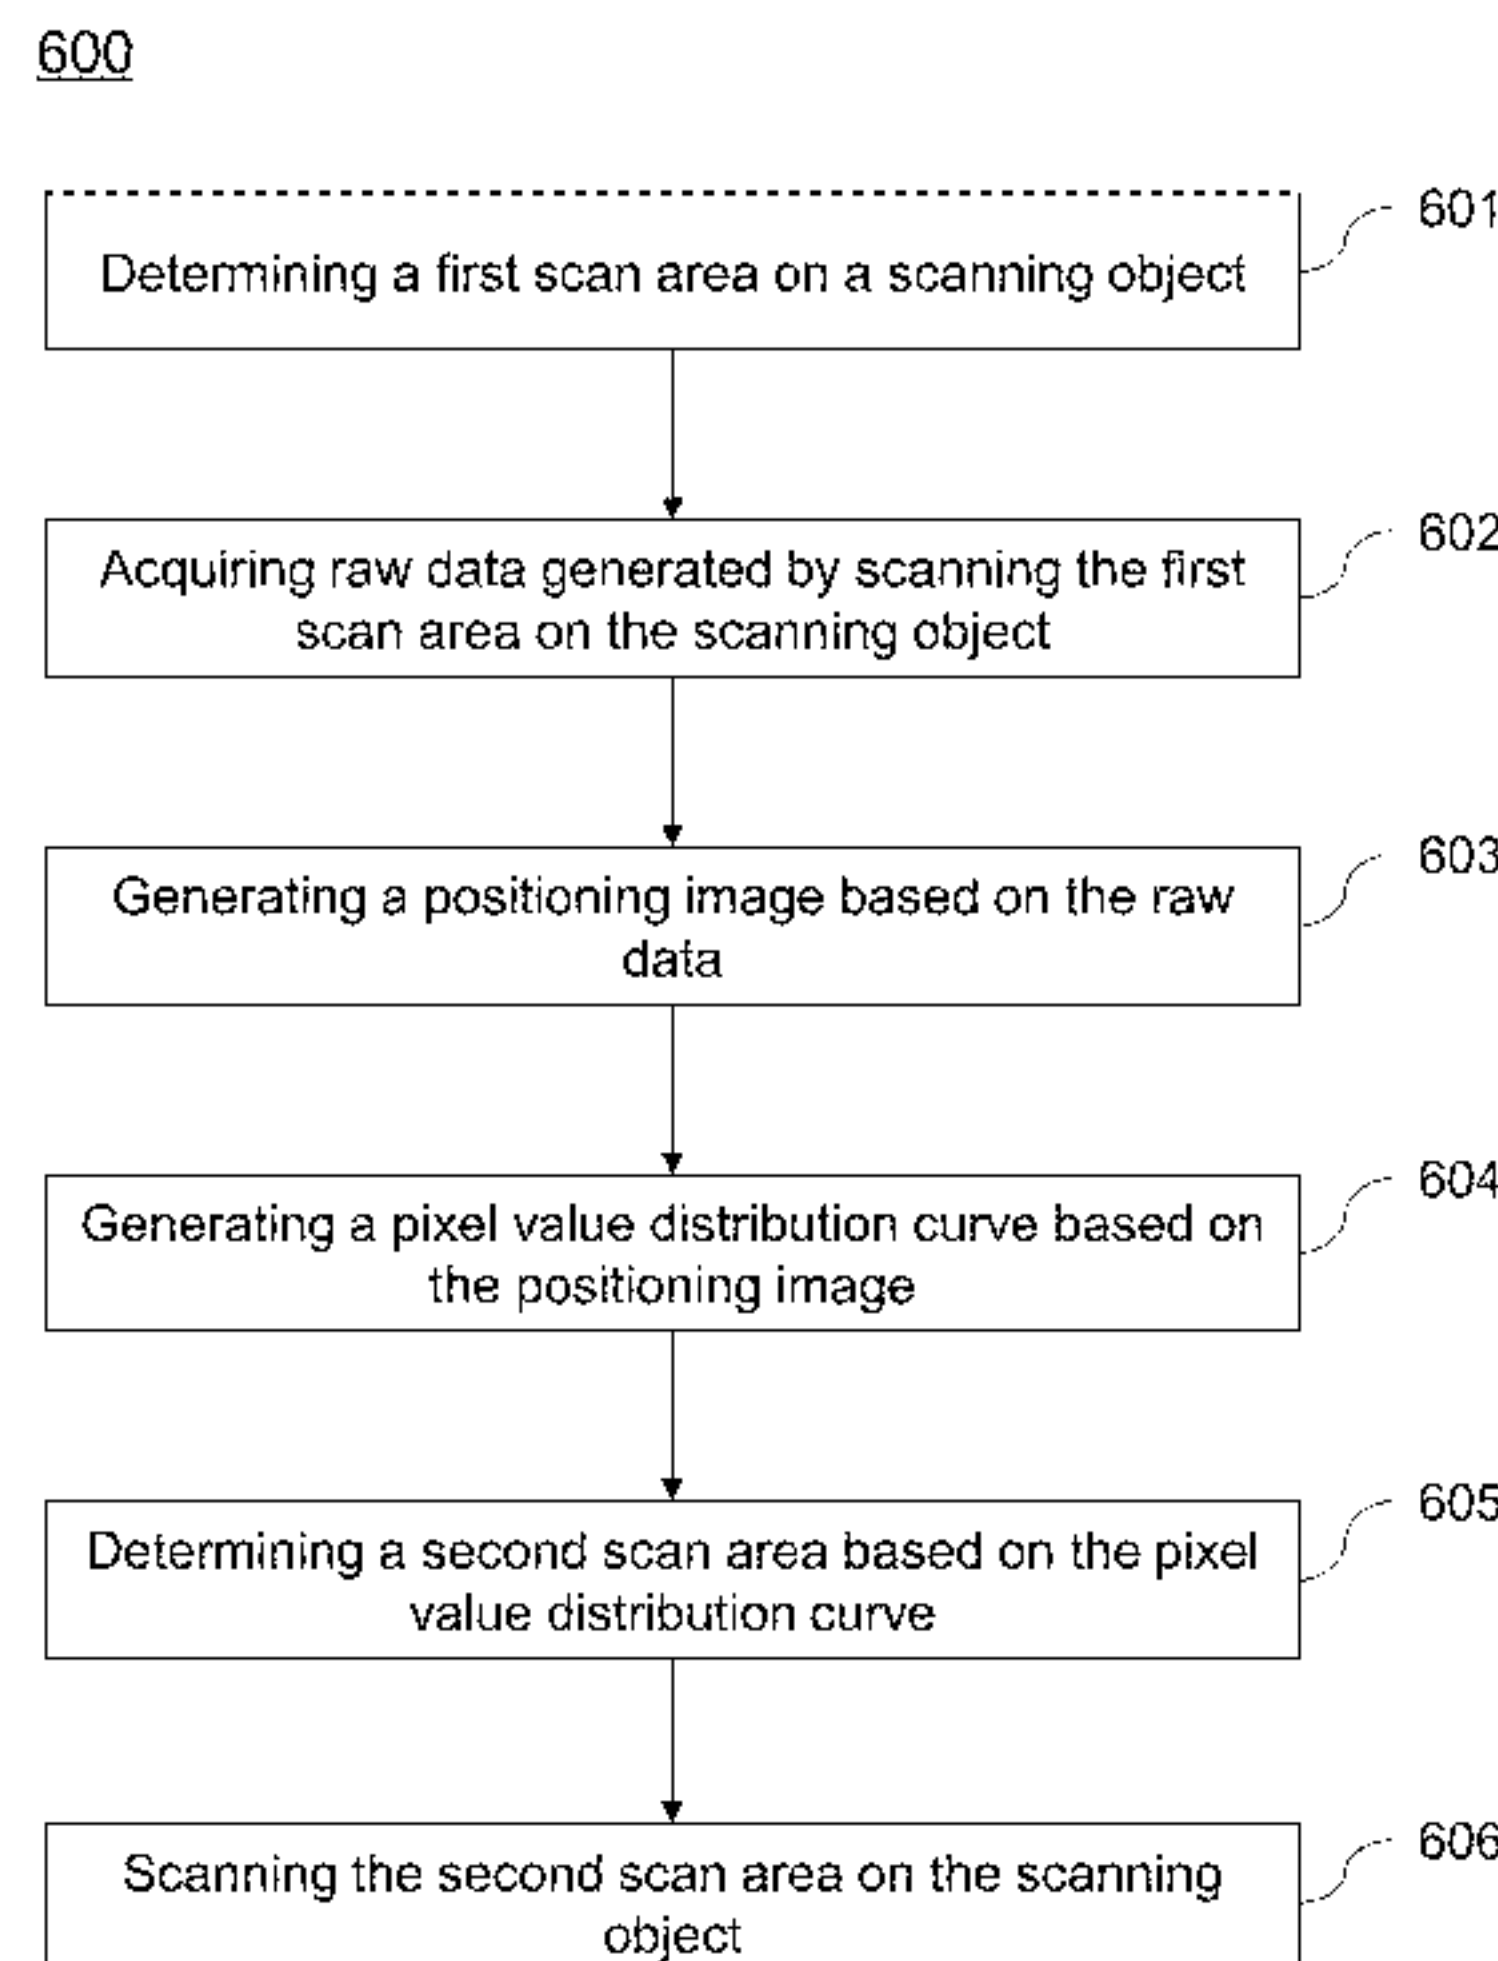 600
601
Determining a first scan area on a scanning object
602
Acquiring raw data generated by scanning the first
scan area on the scanning object
603
Generating a positioning image based on the raw
data
604
Generating a pixel value distribution curve based on
the positioning image
605
Determining a second scan area based on the pixel
value distribution curve
606
Scanning the second scan area on the scanning
object